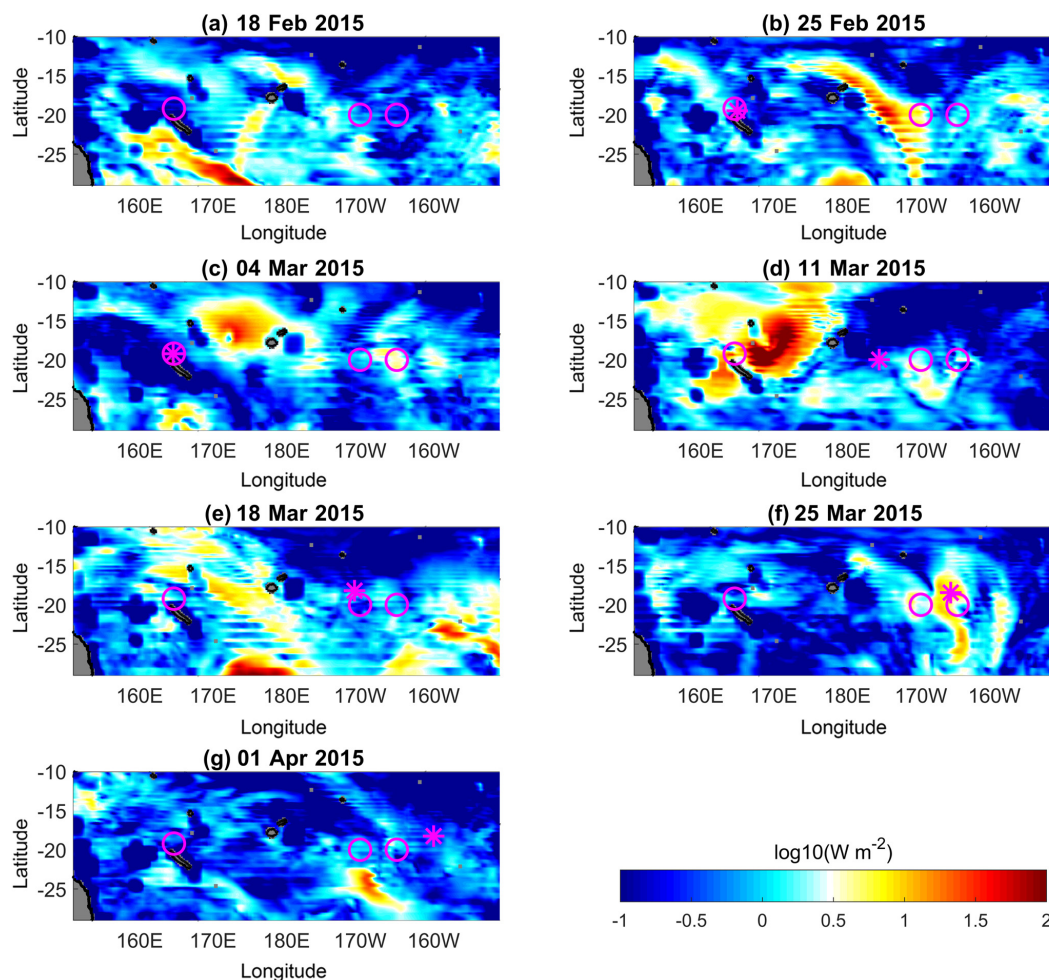 (a) 18 Feb 2015
-10
-15
-20
-25
Latitude
160E 170E 180E 170W 160W
Longitude
(b) 25 Feb 2015
-10
-15
-20
-25
Latitude
160E 170E 180E 170W 160W
Longitude
(c) 04 Mar 2015
-10
-15
-20
-25
Latitude
160E 170E 180E 170W 160W
Longitude
(d) 11 Mar 2015
-10
-15
-20
-25
Latitude
160E 170E 180E 170W 160W
Longitude
(e) 18 Mar 2015
-10
-15
-20
-25
Latitude
160E 170E 180E 170W 160W
Longitude
(f) 25 Mar 2015
-10
-15
-20
-25
Latitude
160E 170E 180E 170W 160W
Longitude
(g) 01 Apr 2015
-10
-15
-20
-25
Latitude
160E 170E 180E 170W 160W
Longitude
log10(W m⁻²)
-1 -0.5 0 0.5 1 1.5 2